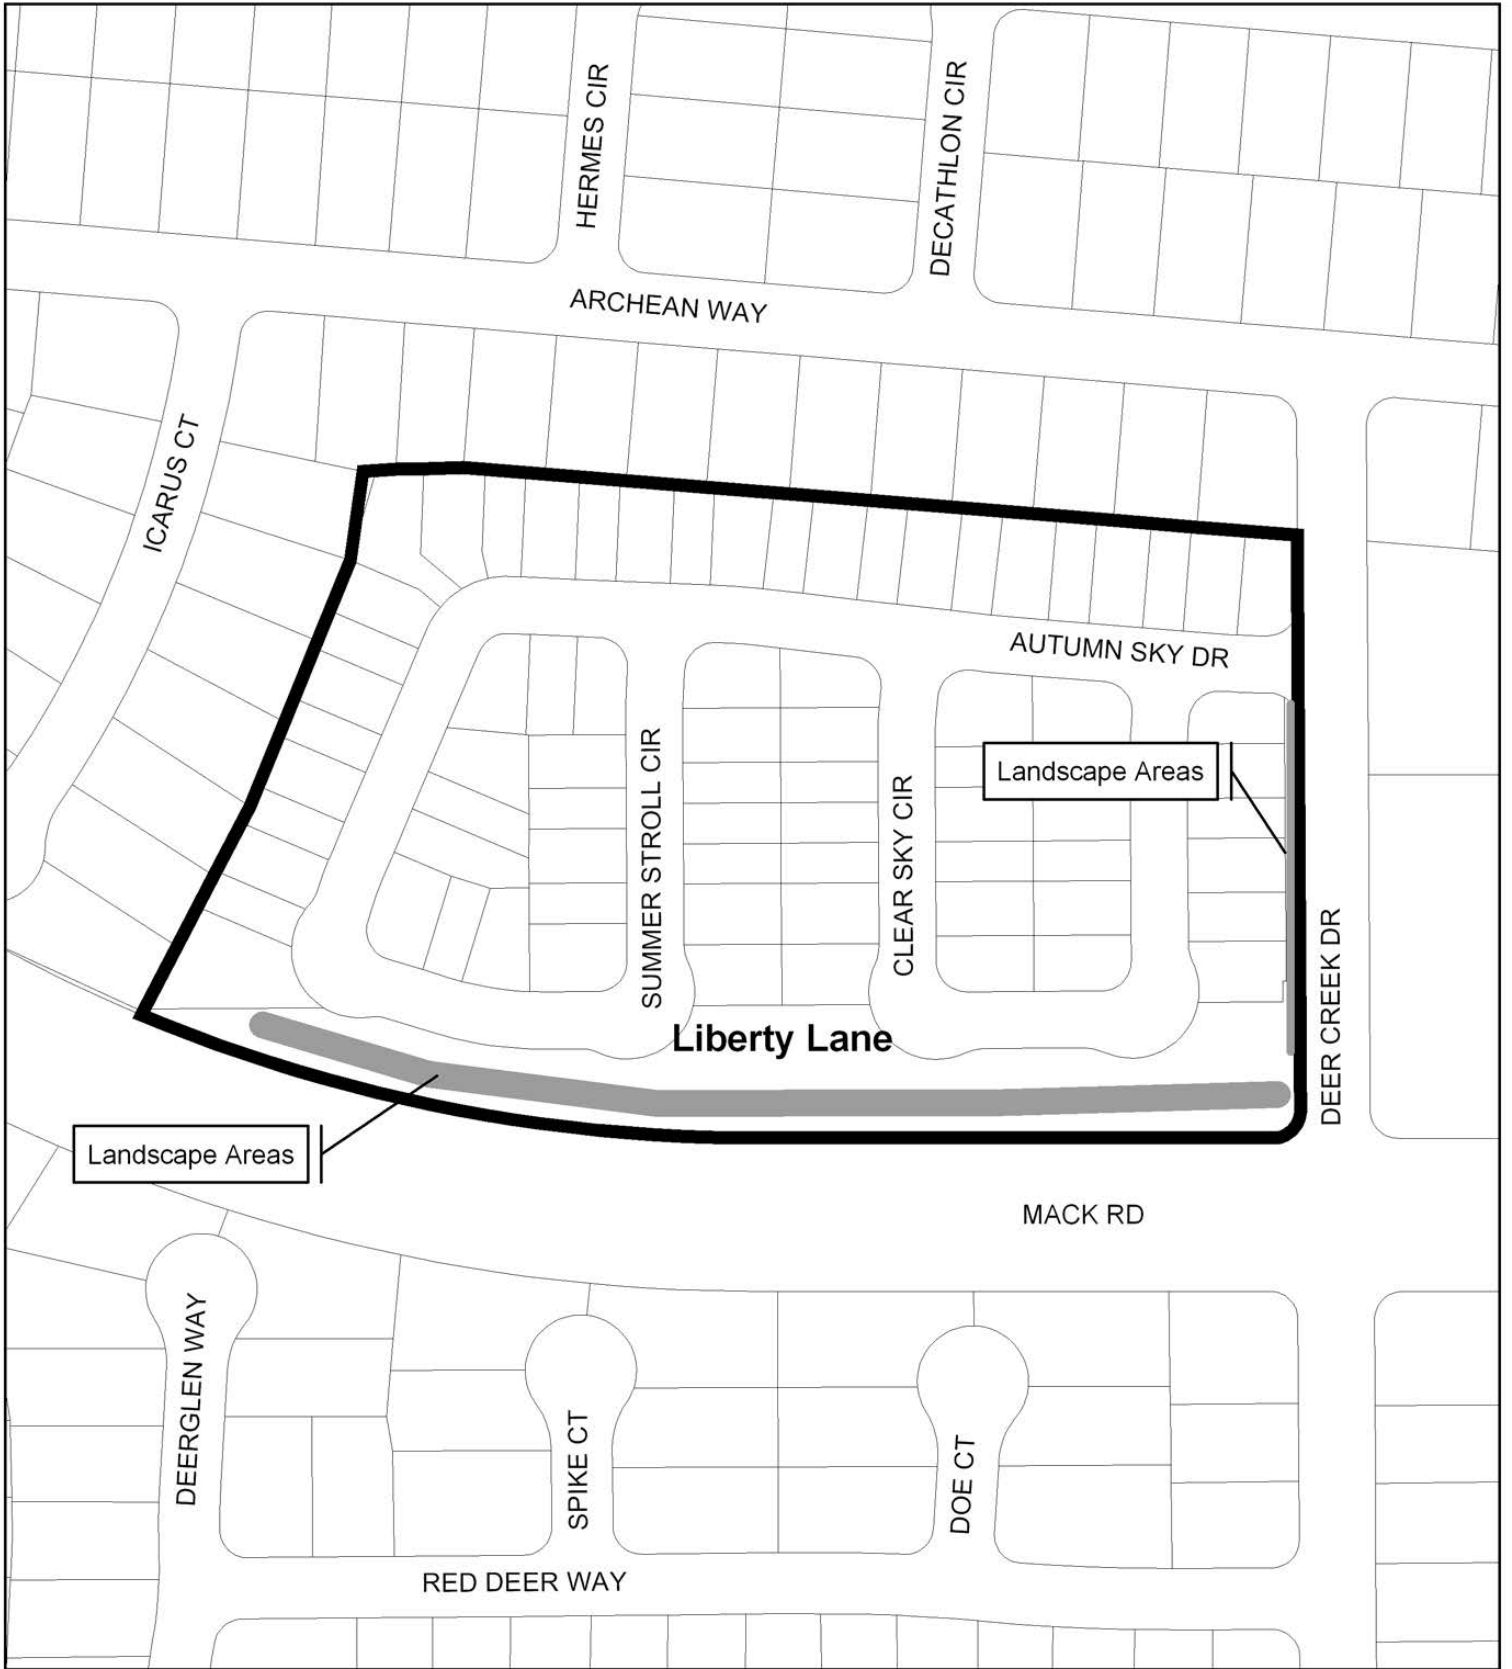 HERMES CIR
DECATHLON CIR
ARCHEAN WAY
ICARUS CT
AUTUMN SKY DR
SUMMER STROLL CIR
CLEAR SKY CIR
Landscape Areas
DEER CREEK DR
Liberty Lane
Landscape Areas
MACK RD
DEERGLEN WAY
SPIKE CT
DOE CT
RED DEER WAY